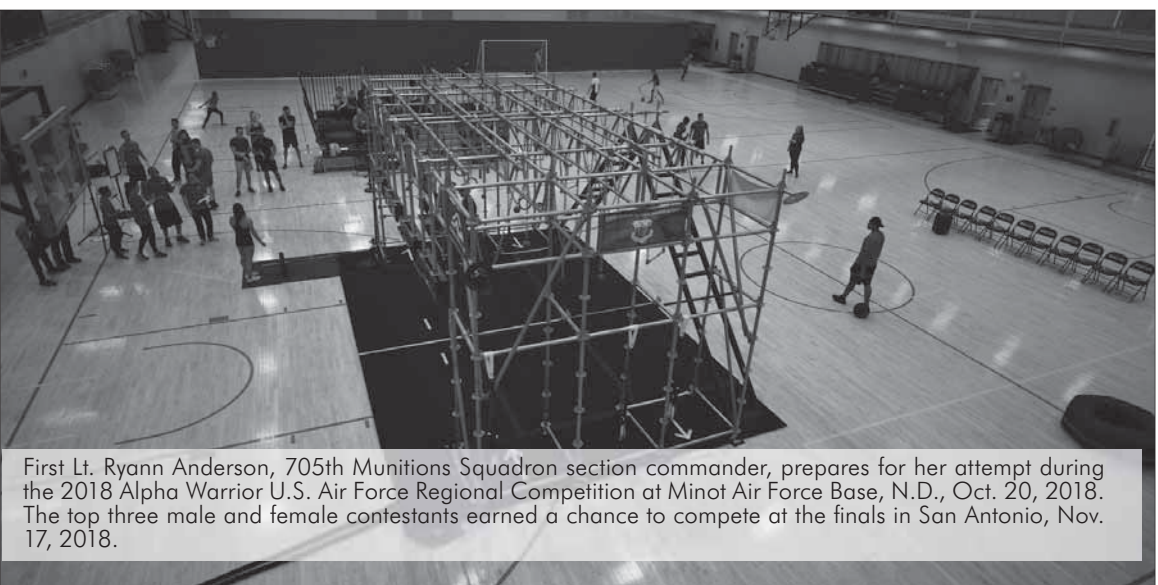 First Lt. Ryann Anderson, 705th Munitions Squadron section commander, prepares for her attempt during
the 2018 Alpha Warrior U.S. Air Force Regional Competition at Minot Air Force Base, N.D., Oct. 20, 2018.
The top three male and female contestants earned a chance to compete at the finals in San Antonio, Nov.
17, 2018.